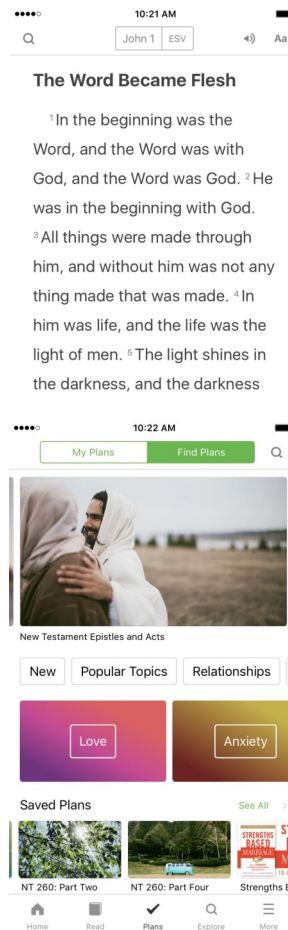 10:21 AM
John 1 ESV Aa
The Word Became Flesh
1 In the beginning was the
Word, and the Word was with
God, and the Word was God. 2 He
was in the beginning with God.
3 All things were made through
him, and without him was not any
thing made that was made. 4 In
him was life, and the life was the
light of men. 5 The light shines in
the darkness, and the darkness
10:22 AM
My Plans Find Plans
New Testament Epistles and Acts
New Popular Topics Relationships
Love Anxiety
Saved Plans See All
STRENGTHS
BASED
MARRIAGE
NT 260: Part Two NT 260: Part Four Strengths B
Home Read Plans Explore More